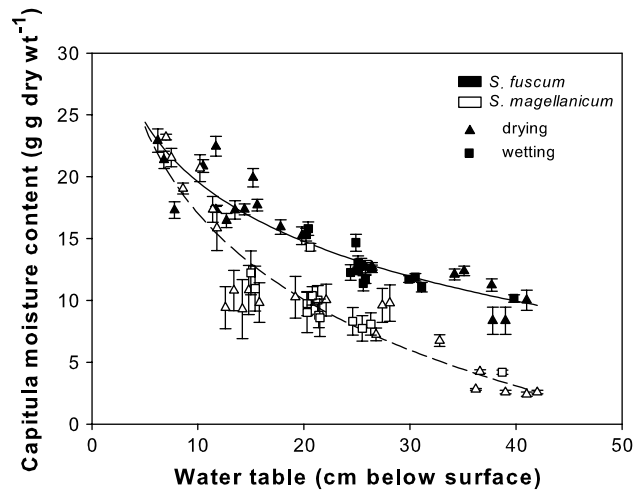 Capitula moisture content (g g dry wt⁻¹)
30
25
20
15
10
5
0
S. fuscum
S. magellanicum
drying
wetting
0 10 20 30 40 50
Water table (cm below surface)